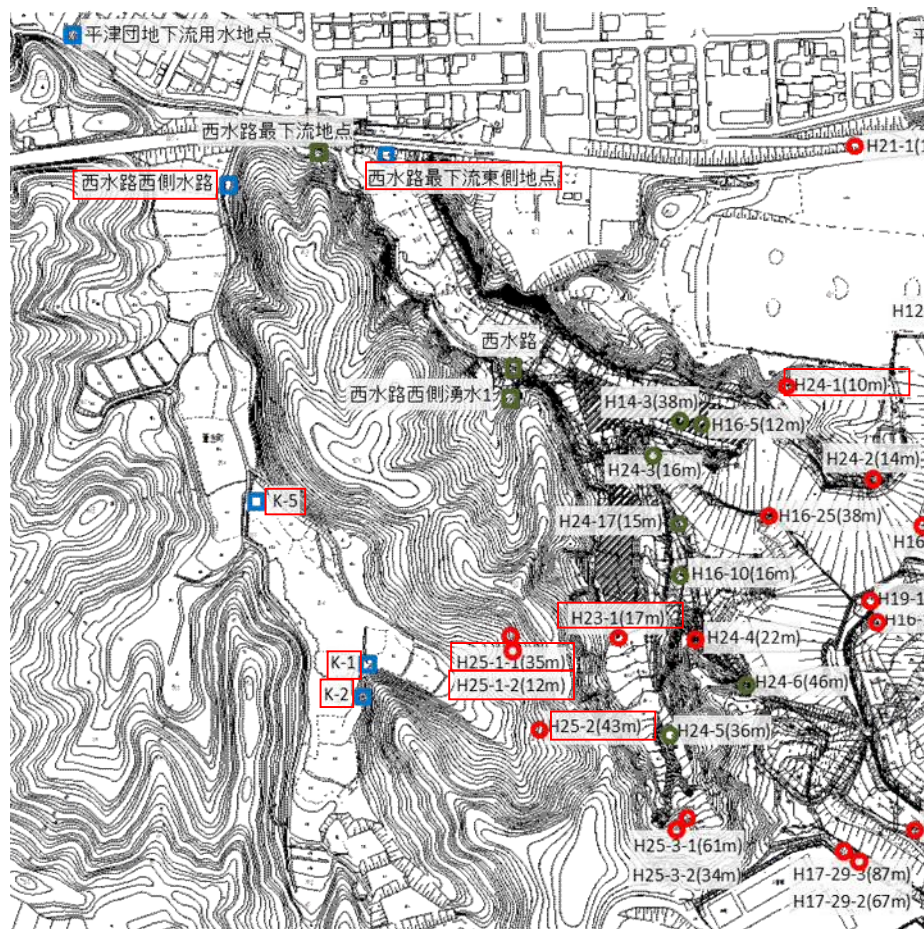 平津団地下流用水地点
平
西水路最下流地点
H21-1(1
西水路西側水路
西水路最下流東側地点
H12
西水路
H24-1(10m)
西水路西側湧水1
H14-3(38m)
H16-5(12m)
H24-2(14m)
H24-3(16m)
K-5
H24-17(15m)
H16-25(38m)
H16
H16-10(16m)
H19-1
H23-1(17m)
H16
H24-4(22m)
K-1
H25-1-1(35m)
H25-1-2(12m)
H24-6(46m)
K-2
H25-2(43m)
H24-5(36m)
H25-3-1(61m)
H25-3-2(34m)
H17-29-3(87m)
H17-29-2(67m)